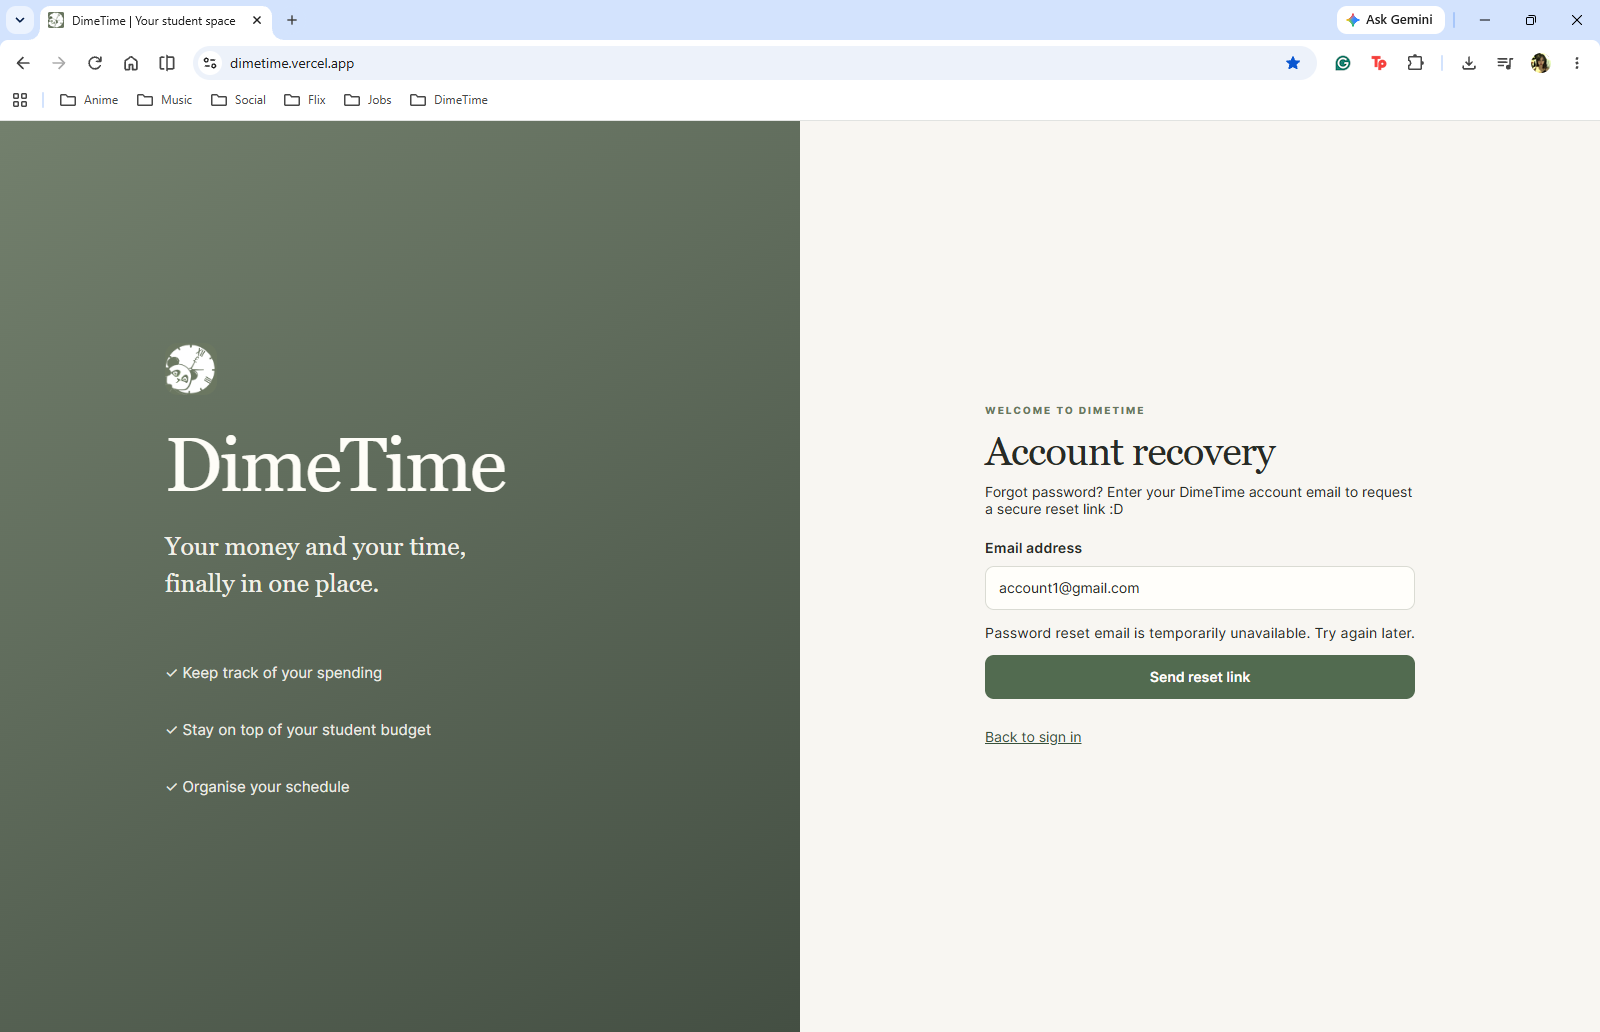 DimeTime | Your student space
Ask Gemini
dimetime.vercel.app
Tp
Anime
Music
Social
Flix
Jobs
DimeTime
XII
III
DimeTime
Your money and your time,
finally in one place.
✓ Keep track of your spending
✓ Stay on top of your student budget
✓ Organise your schedule
WELCOME TO DIMETIME
Account recovery
Forgot password? Enter your DimeTime account email to request
a secure reset link :D
Email address
account1@gmail.com
Password reset email is temporarily unavailable. Try again later.
Send reset link
Back to sign in